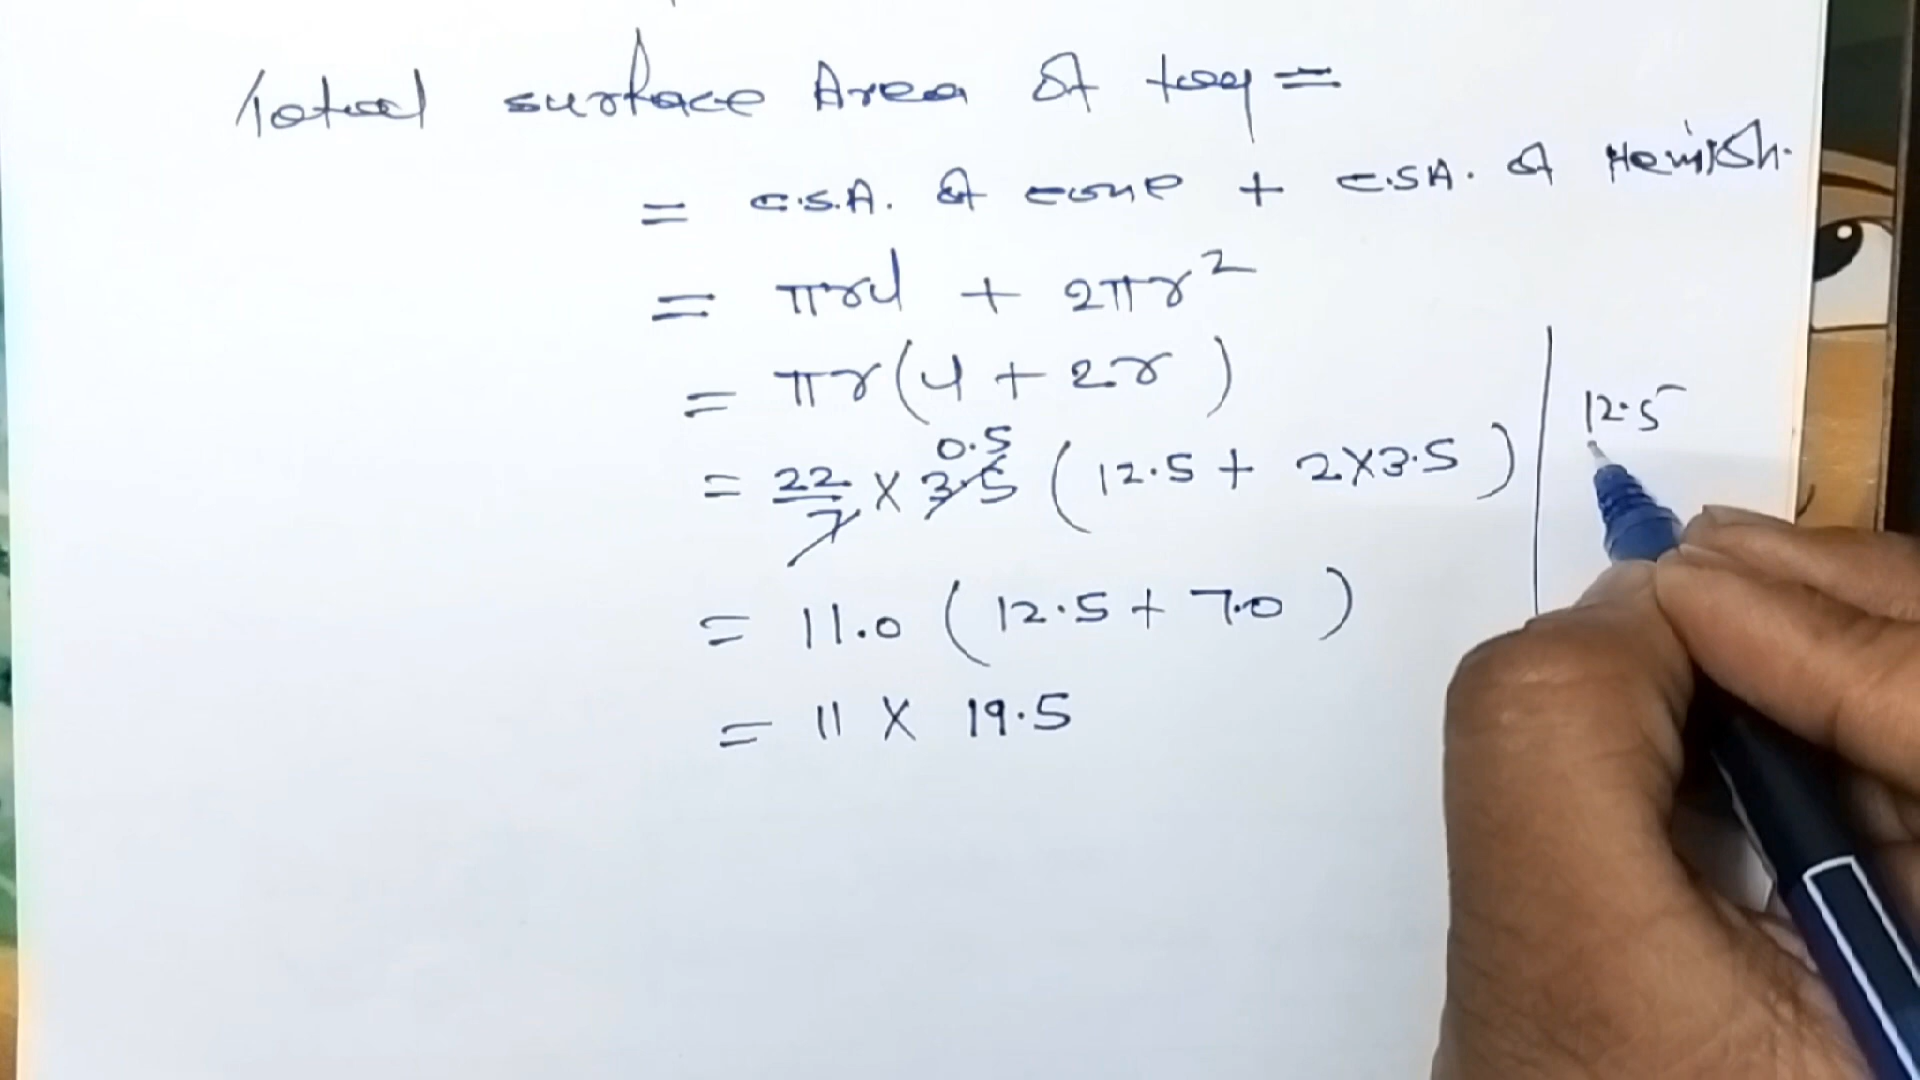 Total surface Area of toy =
= C.S.A. of cone + C.S.A. of Hemish.
= πrl + 2πr²
= πr(l + 2r)
0.5
= 22/7 × 3.5 (12.5 + 2×3.5)
12.5
= 11.0 (12.5 + 7.0)
= 11 × 19.5